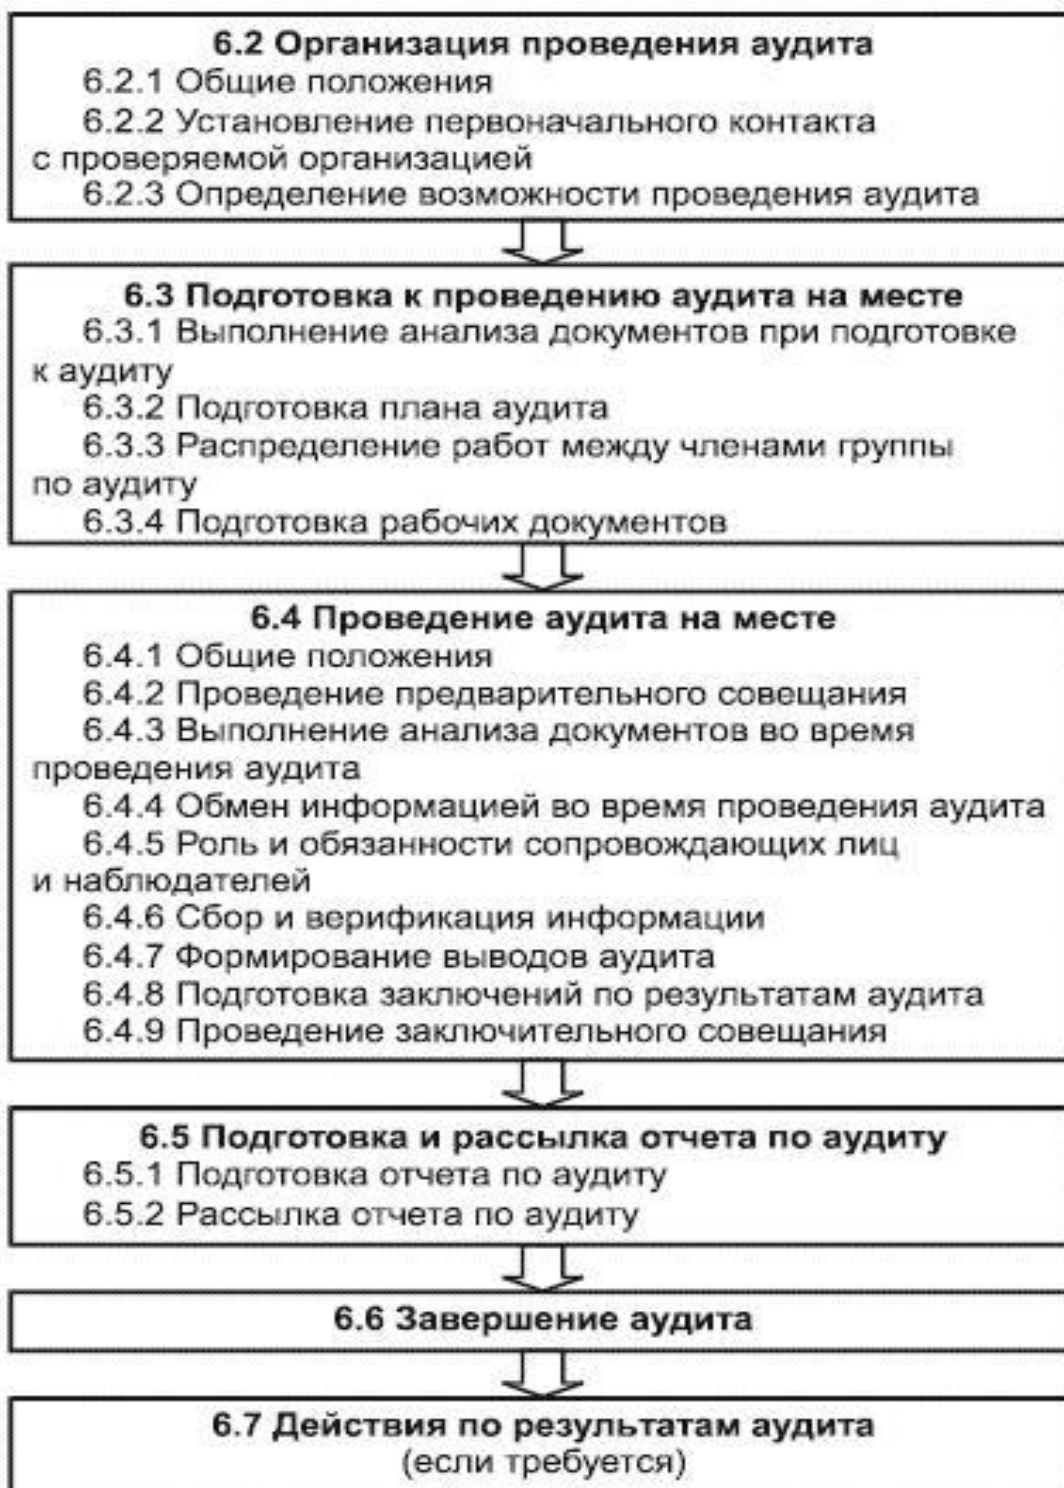 6.2 Организация проведения аудита
6.2.1 Общие положения
6.2.2 Установление первоначального контакта
с проверяемой организацией
6.2.3 Определение возможности проведения аудита
6.3 Подготовка к проведению аудита на месте
6.3.1 Выполнение анализа документов при подготовке
к аудиту
6.3.2 Подготовка плана аудита
6.3.3 Распределение работ между членами группы
по аудиту
6.3.4 Подготовка рабочих документов
6.4 Проведение аудита на месте
6.4.1 Общие положения
6.4.2 Проведение предварительного совещания
6.4.3 Выполнение анализа документов во время
проведения аудита
6.4.4 Обмен информацией во время проведения аудита
6.4.5 Роль и обязанности сопровождающих лиц
и наблюдателей
6.4.6 Сбор и верификация информации
6.4.7 Формирование выводов аудита
6.4.8 Подготовка заключений по результатам аудита
6.4.9 Проведение заключительного совещания
6.5 Подготовка и рассылка отчета по аудиту
6.5.1 Подготовка отчета по аудиту
6.5.2 Рассылка отчета по аудиту
6.6 Завершение аудита
6.7 Действия по результатам аудита
(если требуется)